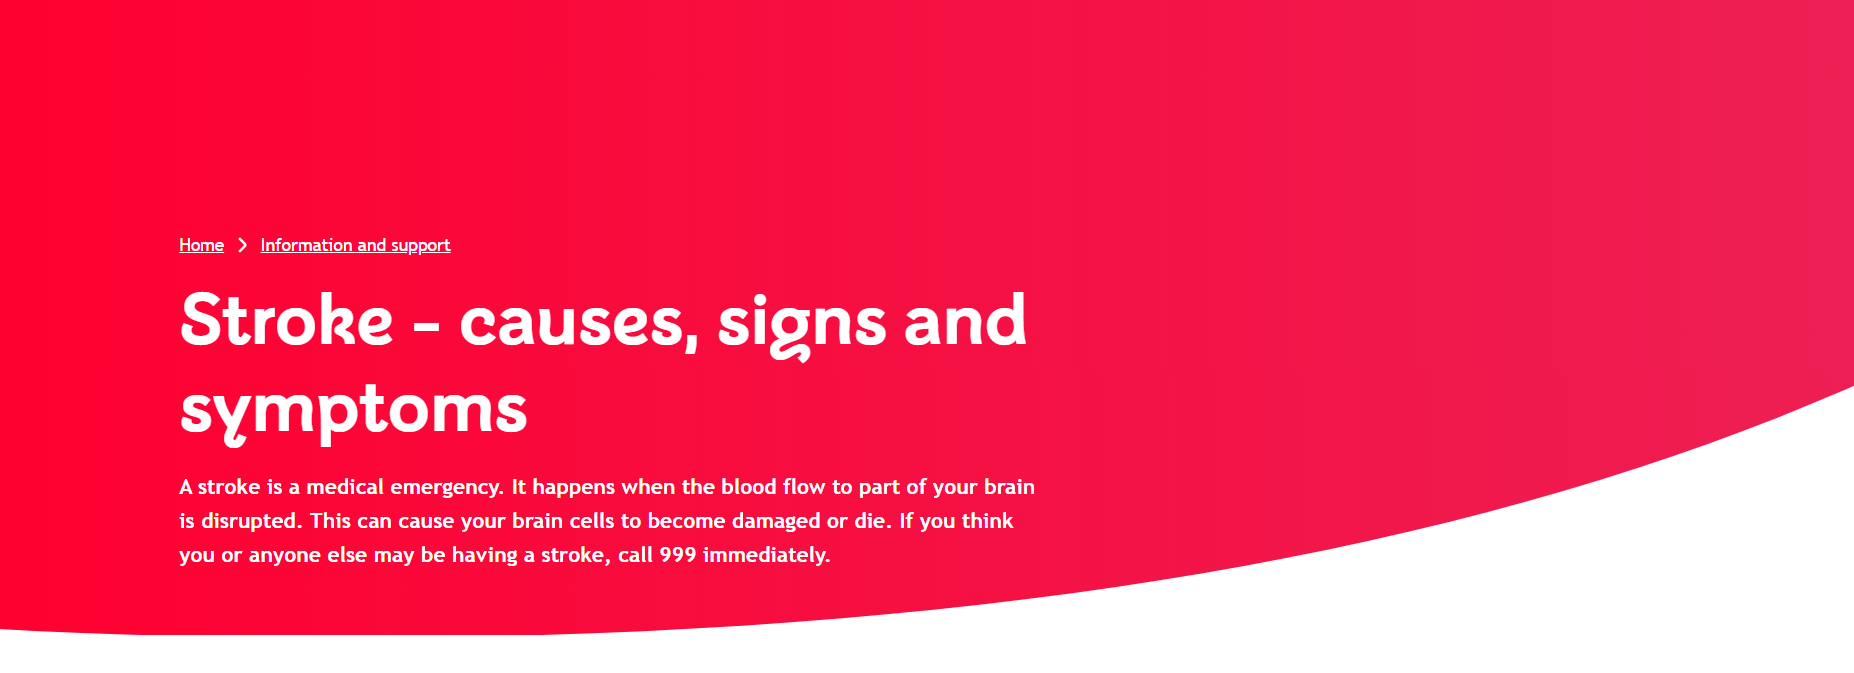 Home > Information and support
Stroke - causes, signs and
symptoms
A stroke is a medical emergency. It happens when the blood flow to part of your brain
is disrupted. This can cause your brain cells to become damaged or die. If you think
you or anyone else may be having a stroke, call 999 immediately.